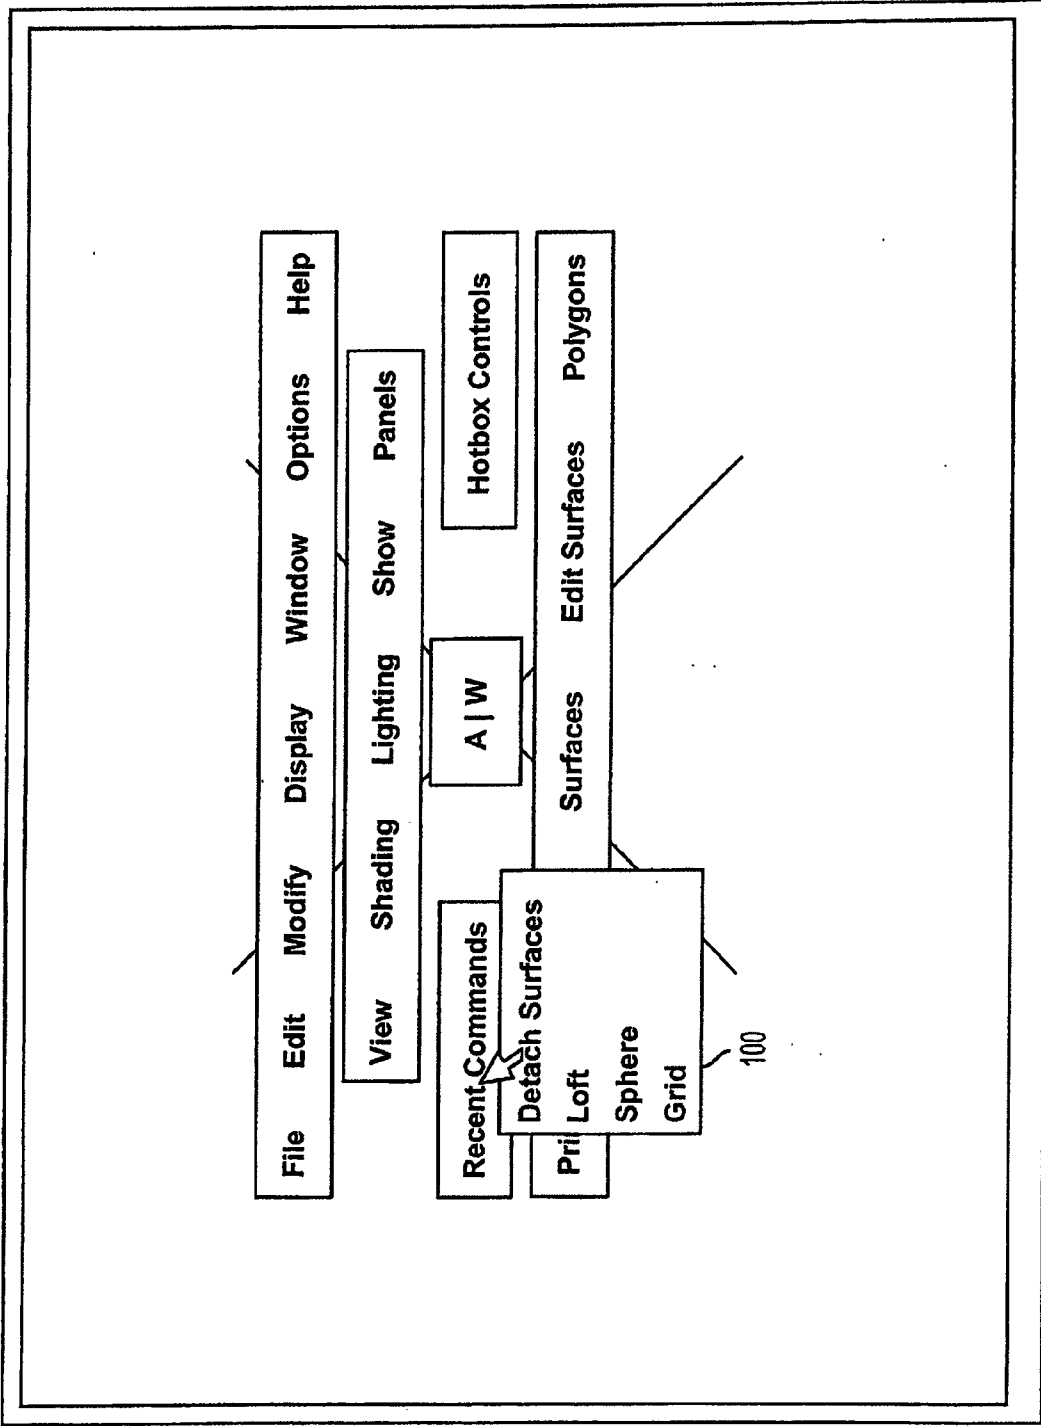 File Edit Modify Display Window Options Help
View Shading Lighting Show Panels
Recent Commands A | W Hotbox Controls
Pri Surfaces Edit Surfaces Polygons
Detach Surfaces
Loft
Sphere
Grid
100